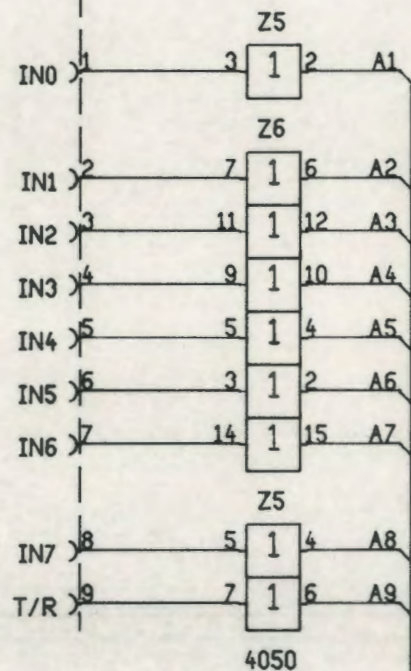 Z5
IN0 1 3 1 2 A1
Z6
IN1 2 7 1 6 A2
IN2 3 11 1 12 A3
IN3 4 9 1 10 A4
IN4 5 5 1 4 A5
IN5 6 3 1 2 A6
IN6 7 14 1 15 A7
Z5
IN7 8 5 1 4 A8
T/R 9 7 1 6 A9
4050